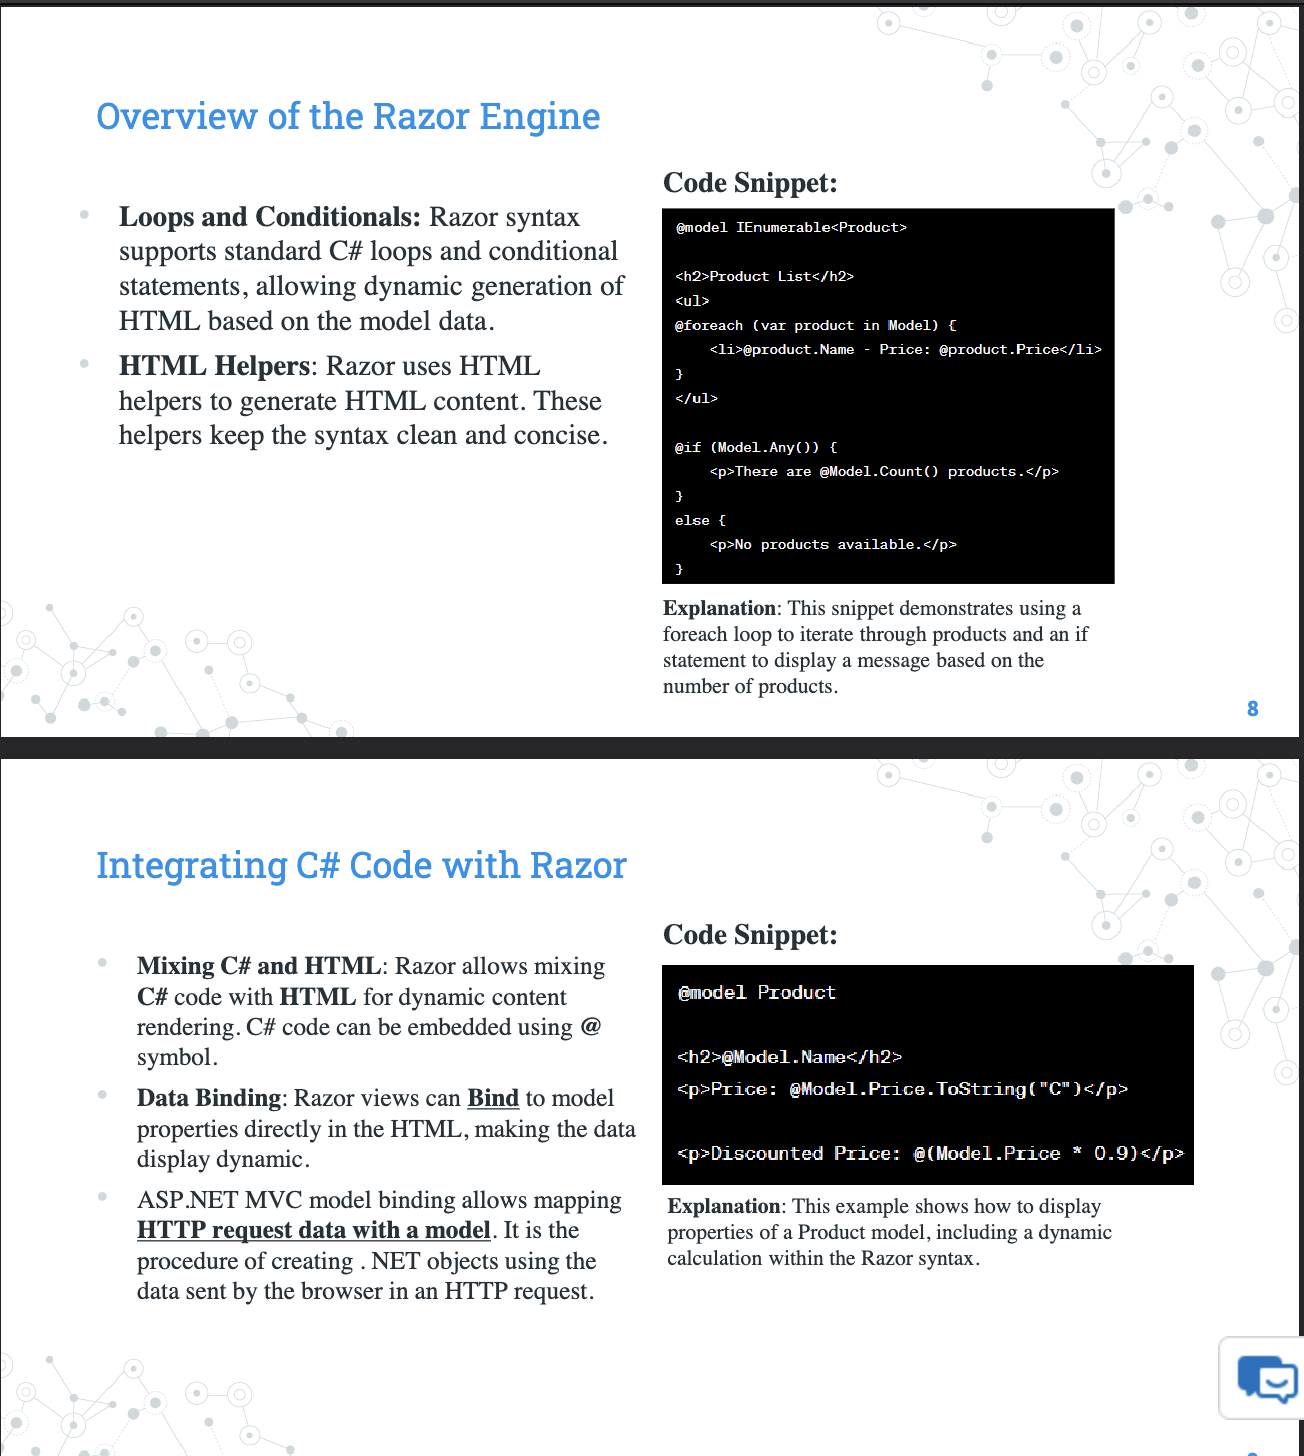 Overview of the Razor Engine
Loops and Conditionals: Razor syntax
supports standard C# loops and conditional
statements, allowing dynamic generation of
HTML based on the model data.
HTML Helpers: Razor uses HTML
helpers to generate HTML content. These
helpers keep the syntax clean and concise.
Code Snippet:
@model IEnumerable<Product>
<h2>Product List</h2>
<ul>
@foreach (var product in Model) {
<li>@product.Name - Price: @product.Price</li>
}
</ul>
@if (Model.Any()) {
<p>There are @Model.Count() products.</p>
}
else {
<p>No products available.</p>
}
Explanation: This snippet demonstrates using a
foreach loop to iterate through products and an if
statement to display a message based on the
number of products.
8
Integrating C# Code with Razor
Mixing C# and HTML: Razor allows mixing
C# code with HTML for dynamic content
rendering. C# code can be embedded using @
symbol.
Data Binding: Razor views can Bind to model
properties directly in the HTML, making the data
display dynamic.
ASP.NET MVC model binding allows mapping
HTTP request data with a model. It is the
procedure of creating . NET objects using the
data sent by the browser in an HTTP request.
Code Snippet:
@model Product
<h2>@Model.Name</h2>
<p>Price: @Model.Price.ToString("C")</p>
<p>Discounted Price: @(Model.Price * 0.9)</p>
Explanation: This example shows how to display
properties of a Product model, including a dynamic
calculation within the Razor syntax.